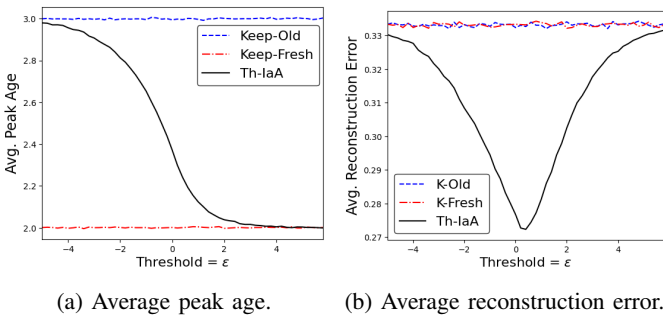 3.0
2.8
2.6
2.4
2.2
2.0
Avg. Peak Age
Keep-Old
Keep-Fresh
Th-IaA
−4
−2
0
2
4
Threshold = ε
(a) Average peak age.
0.33
0.32
0.31
0.30
0.29
0.28
0.27
Avg. Reconstruction Error
K-Old
K-Fresh
Th-IaA
−4
−2
0
2
4
Threshold = ε
(b) Average reconstruction error.